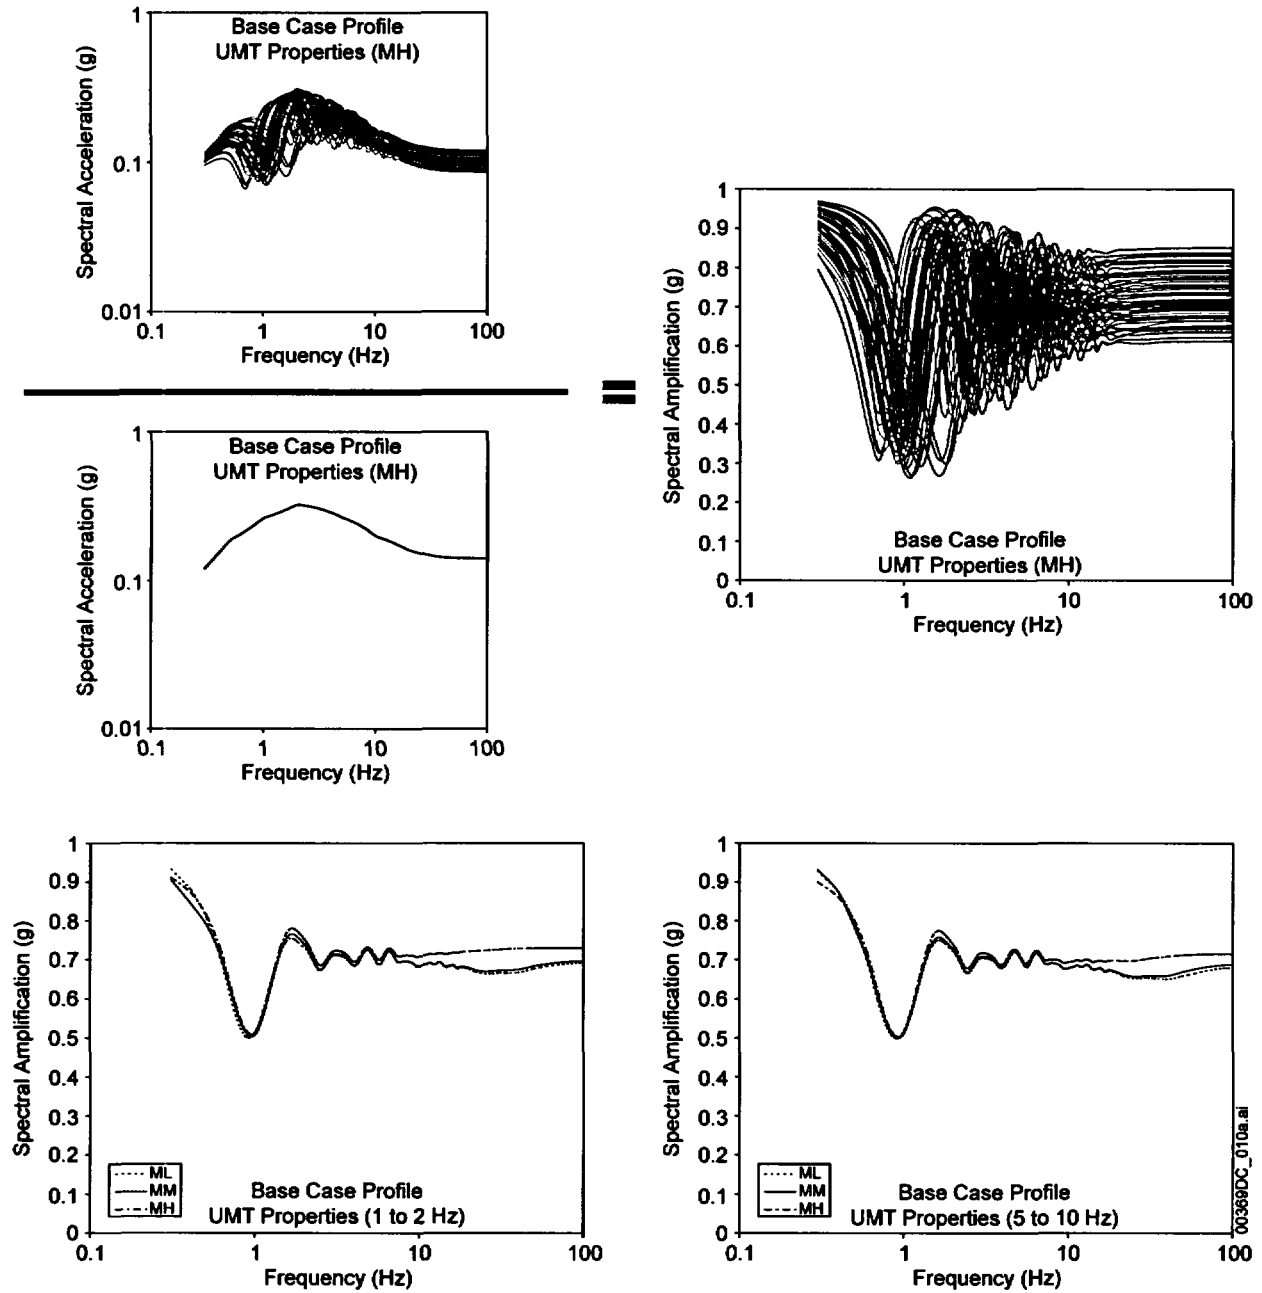 1
Base Case Profile
UMT Properties (MH)
Spectral Acceleration (g)
0.1
0.01
0.1 1 10 100
Frequency (Hz)
=
1
Base Case Profile
UMT Properties (MH)
Spectral Acceleration (g)
0.1
0.01
0.1 1 10 100
Frequency (Hz)
1
0.9
0.8
0.7
0.6
0.5
0.4
0.3
0.2
0.1
0
Spectral Amplification (g)
Base Case Profile
UMT Properties (MH)
0.1 1 10 100
Frequency (Hz)
1
0.9
0.8
0.7
0.6
0.5
0.4
0.3
0.2
0.1
0
Spectral Amplification (g)
ML
MM
MH
Base Case Profile
UMT Properties (1 to 2 Hz)
0.1 1 10 100
Frequency (Hz)
1
0.9
0.8
0.7
0.6
0.5
0.4
0.3
0.2
0.1
0
Spectral Amplification (g)
ML
MM
MH
Base Case Profile
UMT Properties (5 to 10 Hz)
0.1 1 10 100
Frequency (Hz)
00369DC_010a.ai